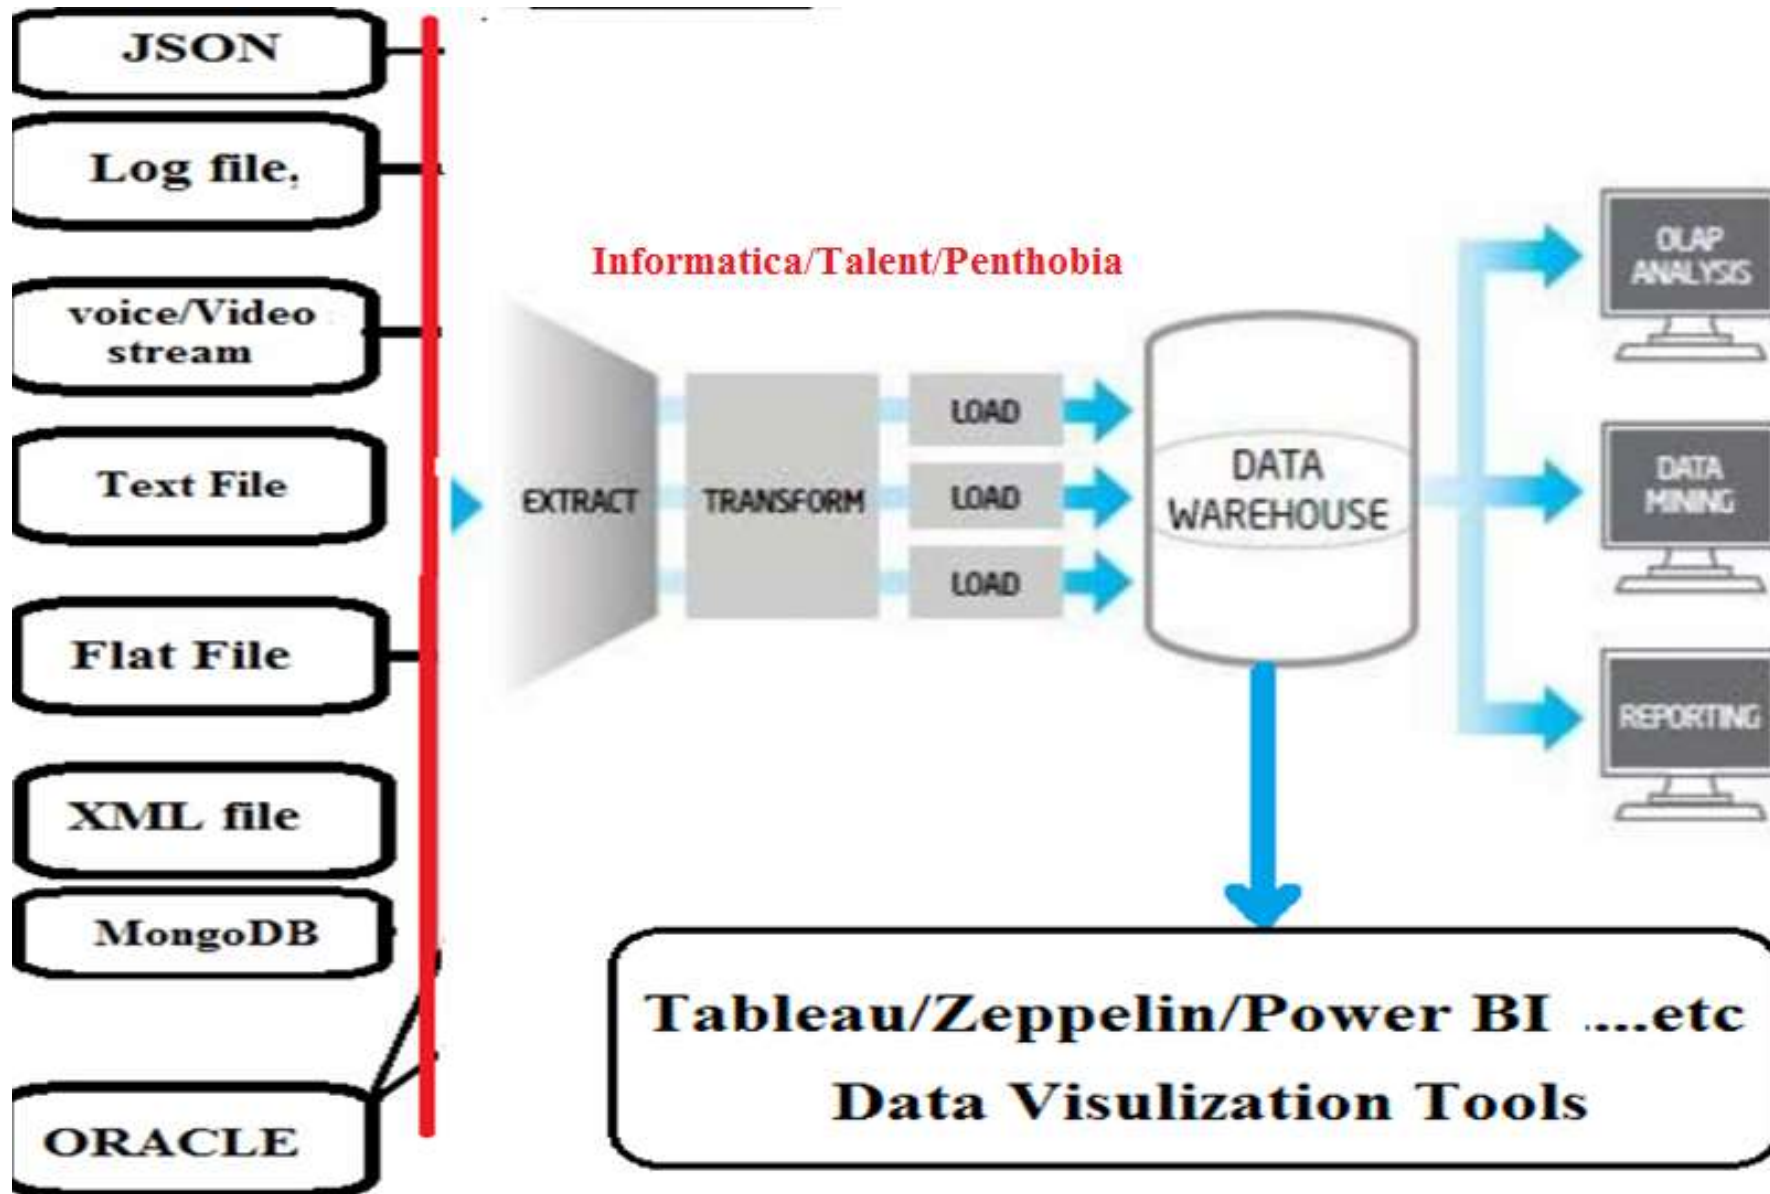 JSON
Log file,
voice/Video
stream
Text File
Flat File
XML file
MongoDB
ORACLE
Informatica/Talent/Penthobia
EXTRACT
TRANSFORM
LOAD
LOAD
LOAD
DATA
WAREHOUSE
OLAP
ANALYSIS
DATA
MINING
REPORTING
Tableau/Zeppelin/Power BI ....etc
Data Visulization Tools